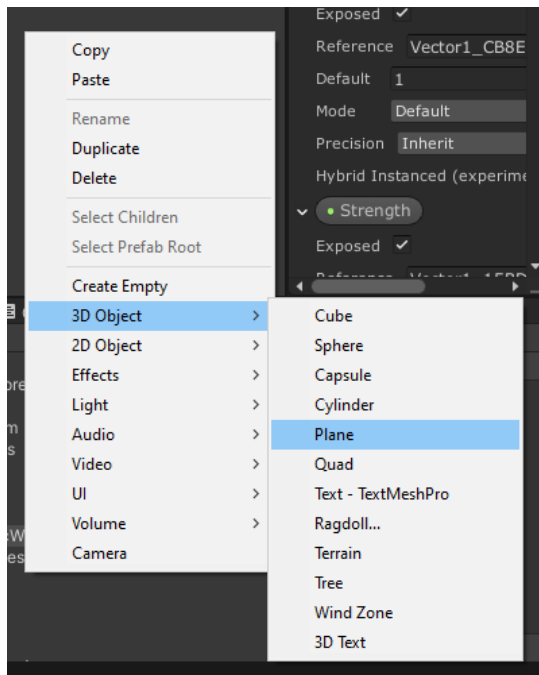 Exposed
Reference Vector1_CB8E
Default 1
Mode Default
Precision Inherit
Hybrid Instanced (experime
Strength
Exposed
Copy
Paste
Rename
Duplicate
Delete
Select Children
Select Prefab Root
Create Empty
3D Object
2D Object
Effects
Light
Audio
Video
UI
Volume
Camera
Cube
Sphere
Capsule
Cylinder
Plane
Quad
Text - TextMeshPro
Ragdoll...
Terrain
Tree
Wind Zone
3D Text